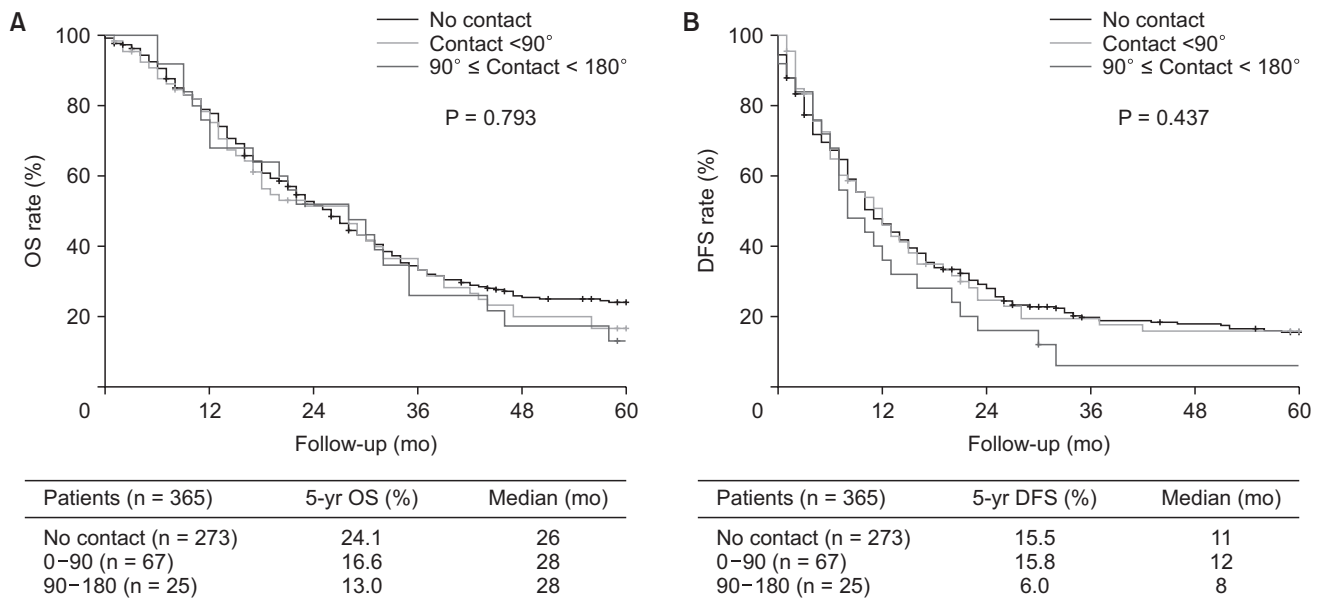 A
No contact
Contact <90°
90° ≤ Contact < 180°
P = 0.793
OS rate (%)
100
80
60
40
20
0 12 24 36 48 60
Follow-up (mo)
Patients (n = 365) 5-yr OS (%) Median (mo)
No contact (n = 273) 24.1 26
0−90 (n = 67) 16.6 28
90−180 (n = 25) 13.0 28
B
No contact
Contact <90°
90° ≤ Contact < 180°
P = 0.437
DFS rate (%)
100
80
60
40
20
0 12 24 36 48 60
Follow-up (mo)
Patients (n = 365) 5-yr DFS (%) Median (mo)
No contact (n = 273) 15.5 11
0−90 (n = 67) 15.8 12
90−180 (n = 25) 6.0 8